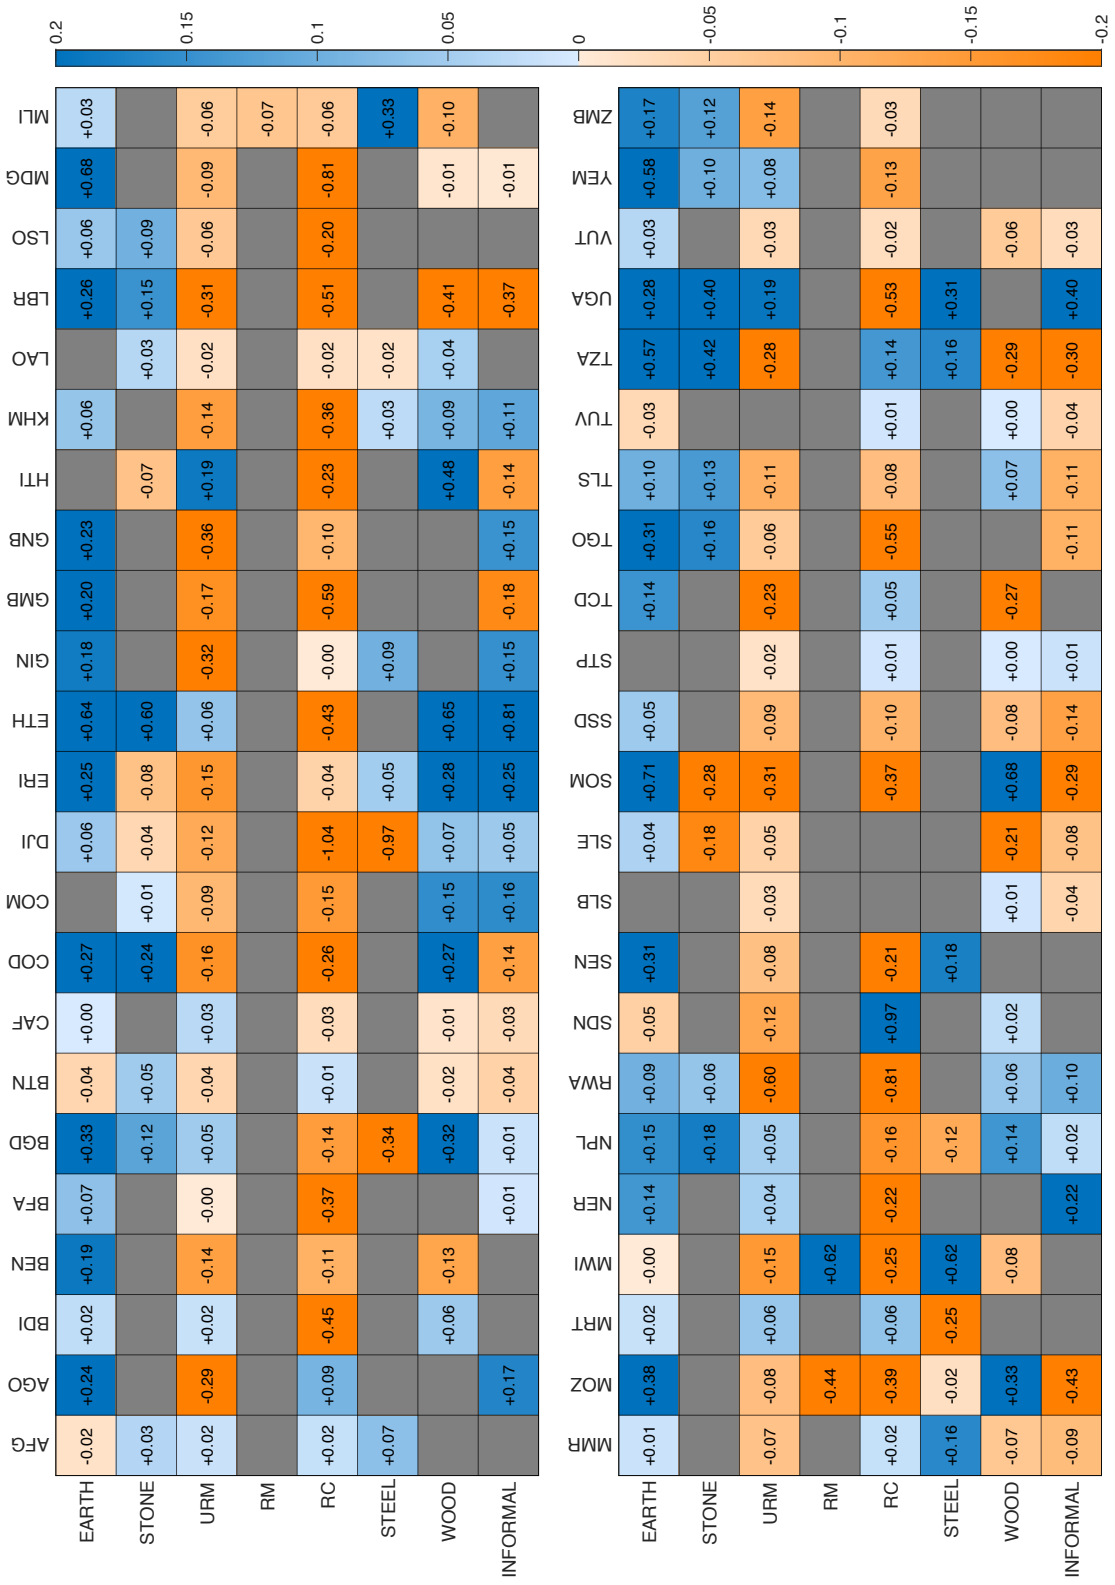 AFG AGO BDI BEN BFA BGD BTN CAF COD COM DJI ERI ETH GIN GMB GNB HTI KHM LAO LBR LSO MDG MLI
EARTH -0.02 +0.24 +0.02 +0.19 +0.07 +0.33 -0.04 +0.00 +0.27 +0.06 +0.25 +0.64 +0.18 +0.20 +0.23 +0.06 +0.26 +0.06 +0.68 +0.03
STONE +0.03 +0.12 +0.05 +0.24 +0.01 -0.04 -0.08 +0.60 -0.07 +0.03 +0.15 +0.09
URM +0.02 -0.29 +0.02 -0.14 -0.00 +0.05 -0.04 +0.03 -0.16 -0.09 -0.12 -0.15 +0.06 -0.32 -0.17 -0.36 +0.19 -0.14 -0.02 -0.31 -0.06 -0.09 -0.06
RM -0.07
RC +0.02 +0.09 -0.45 -0.11 -0.37 -0.14 +0.01 -0.03 -0.26 -0.15 -1.04 -0.04 -0.43 -0.00 -0.59 -0.10 -0.23 -0.36 -0.02 -0.51 -0.20 -0.81 -0.06
STEEL +0.07 -0.34 -0.97 +0.05 +0.09 +0.03 -0.02 +0.33
WOOD +0.06 -0.13 +0.32 -0.02 -0.01 +0.27 +0.15 +0.07 +0.28 +0.65 +0.48 +0.09 +0.04 -0.41 -0.01 -0.10
INFORMAL +0.17 +0.01 +0.01 -0.04 -0.03 -0.14 +0.16 +0.05 +0.25 +0.81 +0.15 -0.18 +0.15 -0.14 +0.11 -0.37 -0.01
MMR MOZ MRT MWI NER NPL RWA SDN SEN SLB SLE SOM SSD STP TCD TGO TLS TUV TZA UGA VUT YEM ZMB
EARTH +0.01 +0.38 +0.02 -0.00 +0.14 +0.15 +0.09 -0.05 +0.31 +0.04 +0.71 +0.05 +0.14 +0.31 +0.10 -0.03 +0.57 +0.28 +0.03 +0.58 +0.17
STONE +0.18 +0.06 -0.18 -0.28 +0.16 +0.13 +0.42 +0.40 +0.10 +0.12
URM -0.07 -0.08 +0.06 -0.15 +0.04 +0.05 -0.60 -0.12 -0.08 -0.03 -0.05 -0.31 -0.09 -0.02 -0.23 -0.06 -0.11 -0.28 +0.19 -0.03 +0.08 -0.14
RM -0.44 +0.62
RC +0.02 -0.39 +0.06 -0.25 -0.22 -0.16 -0.81 +0.97 -0.21 -0.37 -0.10 +0.01 +0.05 -0.55 -0.08 +0.01 +0.14 -0.53 -0.02 -0.13 -0.03
STEEL +0.16 -0.02 -0.25 +0.62 -0.12 +0.18 +0.16 +0.31
WOOD -0.07 +0.33 -0.08 +0.14 +0.06 +0.02 +0.01 -0.21 +0.68 -0.08 +0.00 -0.27 +0.07 +0.00 -0.29 -0.06
INFORMAL -0.09 -0.43 +0.22 +0.02 +0.10 -0.04 -0.08 -0.29 -0.14 +0.01 -0.11 -0.11 -0.04 -0.30 +0.40 -0.03
0.2
0.15
0.1
0.05
0
-0.05
-0.1
-0.15
-0.2